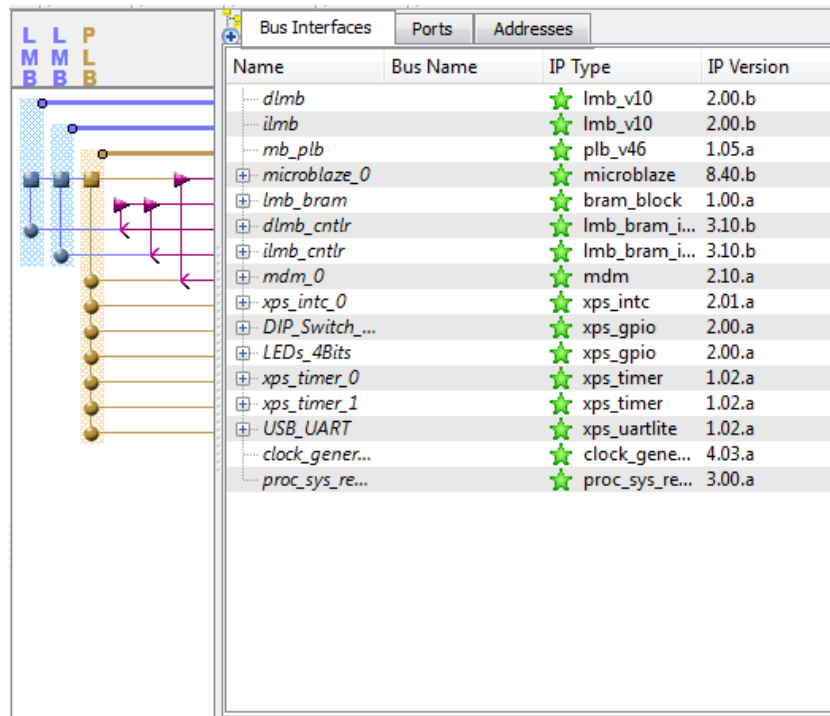 L L P
M M L
B B B
Bus Interfaces Ports Addresses
Name Bus Name IP Type IP Version
dlmb lmb_v10 2.00.b
ilmb lmb_v10 2.00.b
mb_plb plb_v46 1.05.a
microblaze_0 microblaze 8.40.b
lmb_bram bram_block 1.00.a
dlmb_cntlr lmb_bram_i... 3.10.b
ilmb_cntlr lmb_bram_i... 3.10.b
mdm_0 mdm 2.10.a
xps_intc_0 xps_intc 2.01.a
DIP_Switch_... xps_gpio 2.00.a
LEDs_4Bits xps_gpio 2.00.a
xps_timer_0 xps_timer 1.02.a
xps_timer_1 xps_timer 1.02.a
USB_UART xps_uartlite 1.02.a
clock_gener... clock_gene... 4.03.a
proc_sys_re... proc_sys_re... 3.00.a